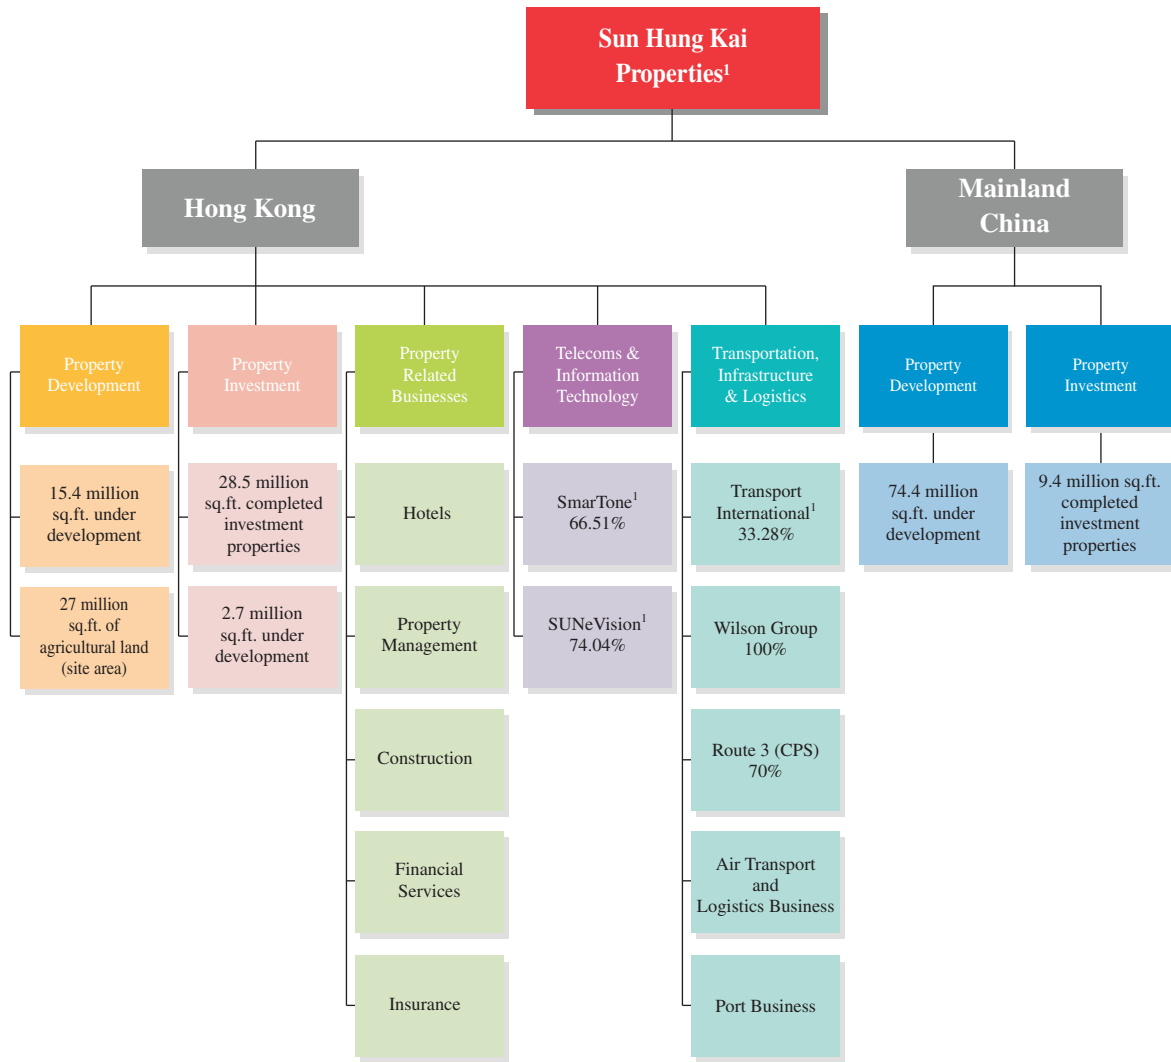 Sun Hung Kai
Properties¹
Hong Kong
Mainland
China
Property
Development
Property
Investment
Property
Related
Businesses
Telecoms &
Information
Technology
Transportation,
Infrastructure
& Logistics
Property
Development
Property
Investment
15.4 million
sq.ft. under
development
28.5 million
sq.ft. completed
investment
properties
Hotels
SmarTone¹
66.51%
Transport
International¹
33.28%
74.4 million
sq.ft. under
development
9.4 million sq.ft.
completed
investment
properties
27 million
sq.ft. of
agricultural land
(site area)
2.7 million
sq.ft. under
development
Property
Management
SUNeVision¹
74.04%
Wilson Group
100%
Construction
Route 3 (CPS)
70%
Financial
Services
Air Transport
and
Logistics Business
Insurance
Port Business